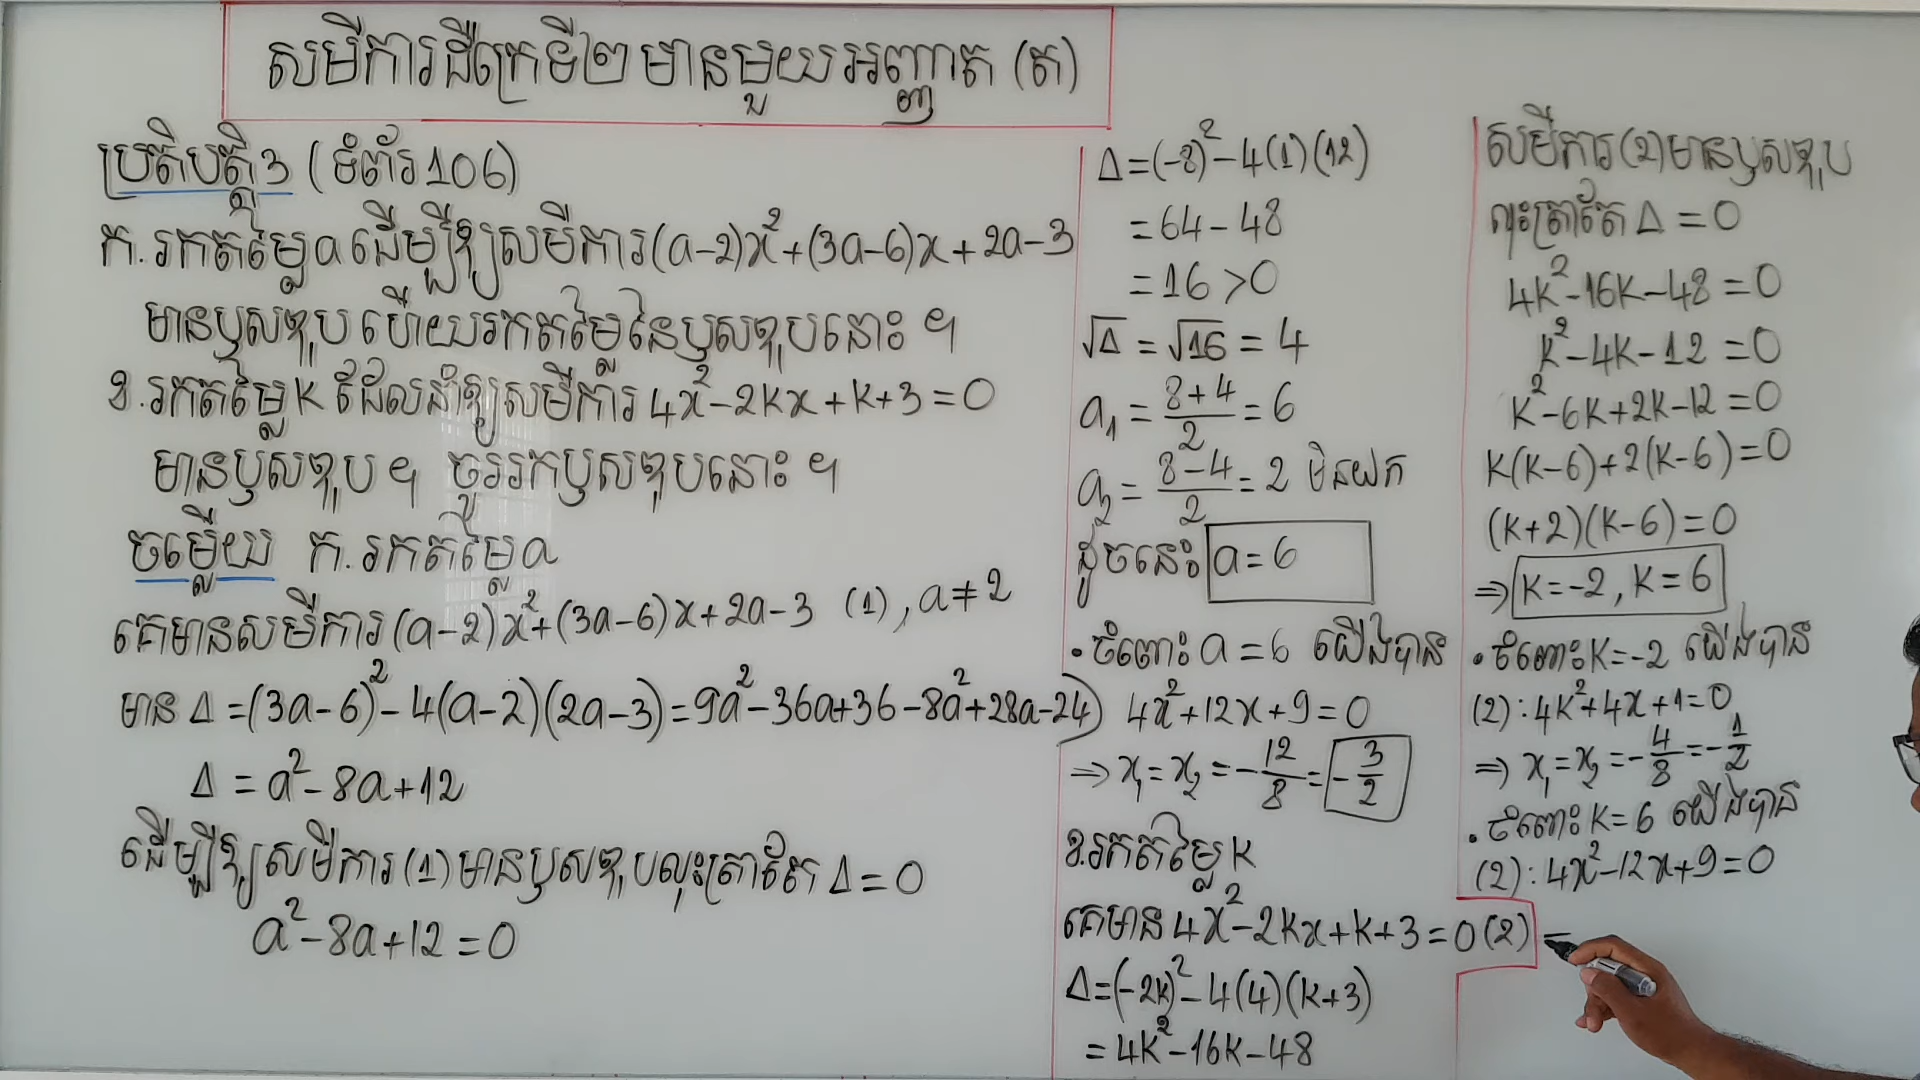 សមីការដឺក្រេទី២ មានមួយអញ្ញាត (ត)
ប្រតិបត្តិ3 (ទំព័រ106)
ក. រកតម្លៃ a ដើម្បីឱ្យសមីការ (a-2)x²+(3a-6)x+2a-3
មានឫសឌុប ហើយរកតម្លៃនៃឫសឌុបនោះ ។
ខ. រកតម្លៃ k ដែលនាំឱ្យសមីការ 4x²-2kx+k+3=0
មានឫសឌុប ។ ចូររកឫសឌុបនោះ ។
ចម្លើយ ក. រកតម្លៃ a
គេមានសមីការ (a-2)x²+(3a-6)x+2a-3 (1), a≠2
មាន Δ=(3a-6)²-4(a-2)(2a-3)=9a²-36a+36-8a²+28a-24)
Δ = a²-8a+12
ដើម្បីឱ្យសមីការ (1) មានឫសឌុបលុះត្រាតែ Δ=0
a²-8a+12=0
Δ=(-8)²-4(1)(12)
=64-48
=16>0
√Δ = √16 = 4
a₁ = (8+4)/2 = 6
a₂ = (8-4)/2 = 2 មិនយក
ដូចនេះ a=6
• ចំពោះ a=6 យើងបាន
4x²+12x+9=0
⇒ x₁=x₂=-12/8=-3/2
ខ. រកតម្លៃ k
គេមាន 4x²-2kx+k+3=0 (2)
Δ=(-2k)²-4(4)(k+3)
=4k²-16k-48
សមីការ (2) មានឫសឌុប
លុះត្រាតែ Δ=0
4k²-16k-48=0
k²-4k-12=0
k²-6k+2k-12=0
k(k-6)+2(k-6)=0
(k+2)(k-6)=0
⇒ k=-2, k=6
• ចំពោះ k=-2 យើងបាន
(2): 4k²+4x+1=0
⇒ x₁=x₂=-4/8=-1/2
• ចំពោះ k=6 យើងបាន
(2): 4x²-12x+9=0
=